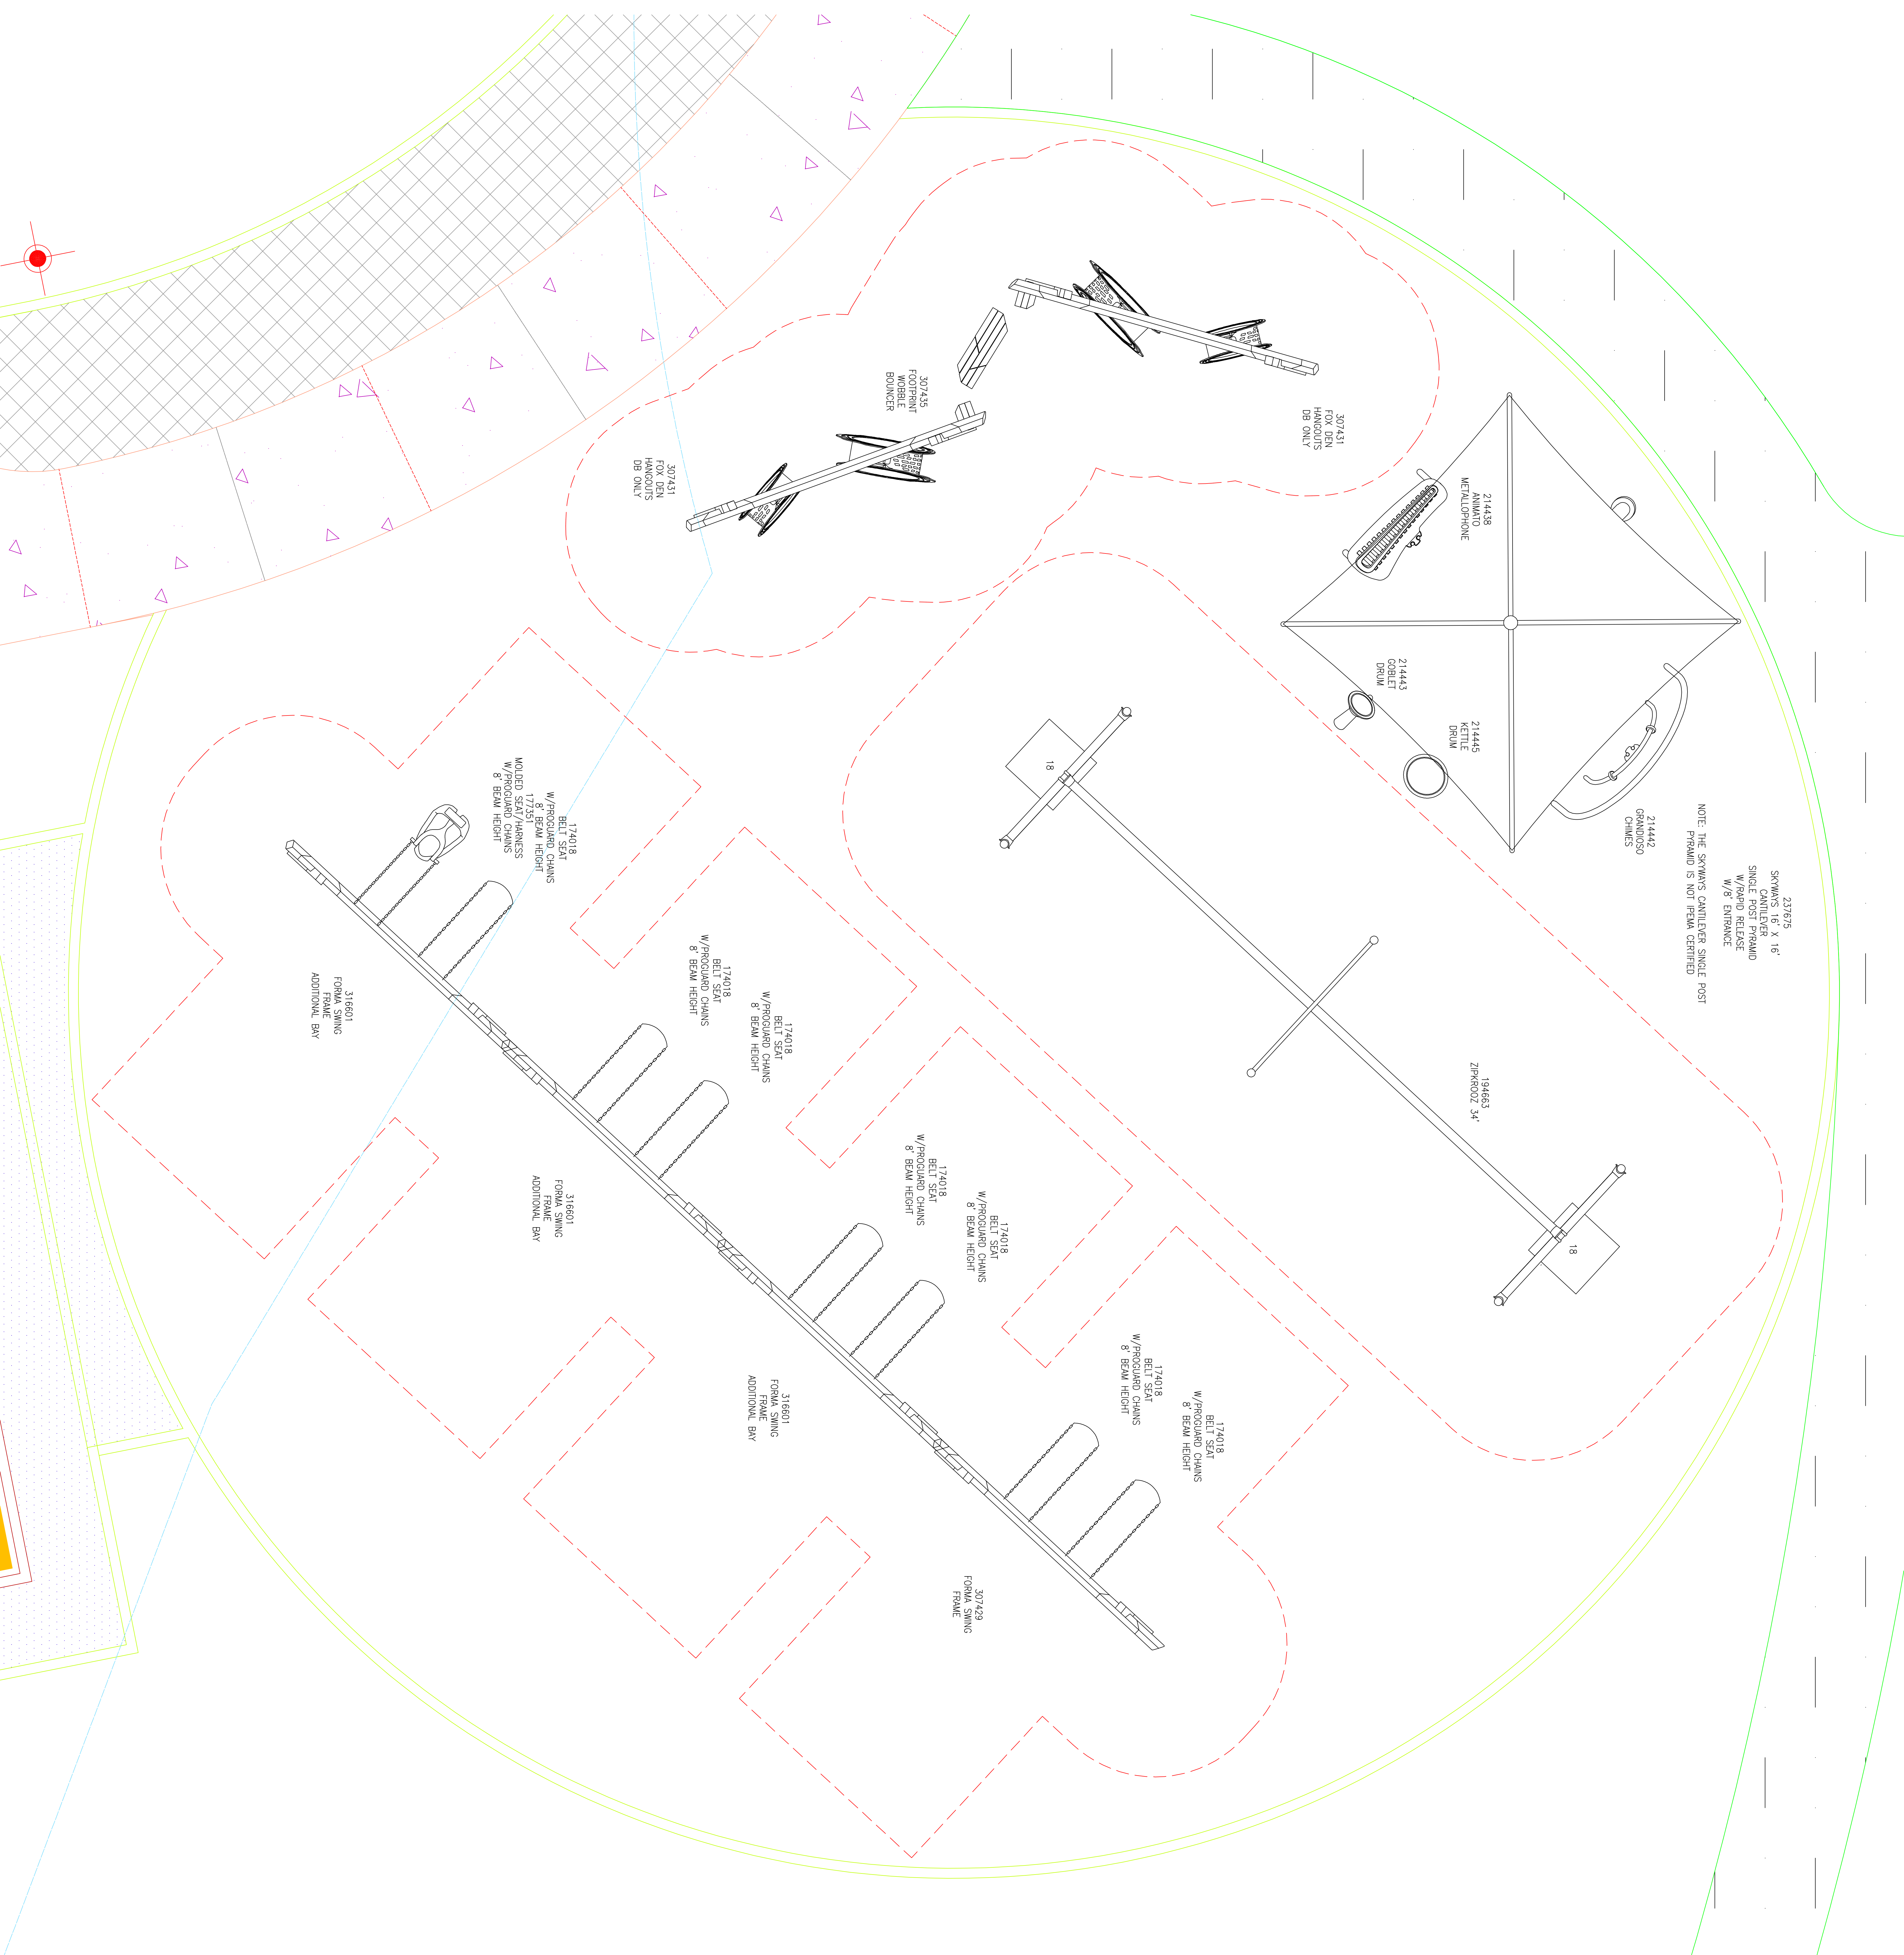 237675
SKYWAYS 16' X 16'
CANTILEVER
SINGLE POST PYRAMID
W/RAPID RELEASE
W/8' ENTRANCE
NOTE: THE SKYWAYS CANTILEVER SINGLE POST
PYRAMID IS NOT IPEMA CERTIFIED
214442
GRANDIOSO
CHIMES
214438
ANIMATO
METALLOPHONE
214445
KETTLE
DRUM
214443
GOBLET
DRUM
194663
ZIPKROOZ 34'
18
18
307431
FOX DEN
HANGOUTS
DB ONLY
307435
FOOTPRINT
WOBBLE
BOUNCER
307431
FOX DEN
HANGOUTS
DB ONLY
174018
BELT SEAT
W/PROGUARD CHAINS
8' BEAM HEIGHT
174018
BELT SEAT
W/PROGUARD CHAINS
8' BEAM HEIGHT
174018
BELT SEAT
W/PROGUARD CHAINS
8' BEAM HEIGHT
174018
BELT SEAT
W/PROGUARD CHAINS
8' BEAM HEIGHT
174018
BELT SEAT
W/PROGUARD CHAINS
8' BEAM HEIGHT
174018
BELT SEAT
W/PROGUARD CHAINS
8' BEAM HEIGHT
174018
BELT SEAT
W/PROGUARD CHAINS
8' BEAM HEIGHT
177351
MOLDED SEAT/HARNESS
W/PROGUARD CHAINS
8' BEAM HEIGHT
307429
FORMA SWING
FRAME
316601
FORMA SWING
FRAME
ADDITIONAL BAY
316601
FORMA SWING
FRAME
ADDITIONAL BAY
316601
FORMA SWING
FRAME
ADDITIONAL BAY